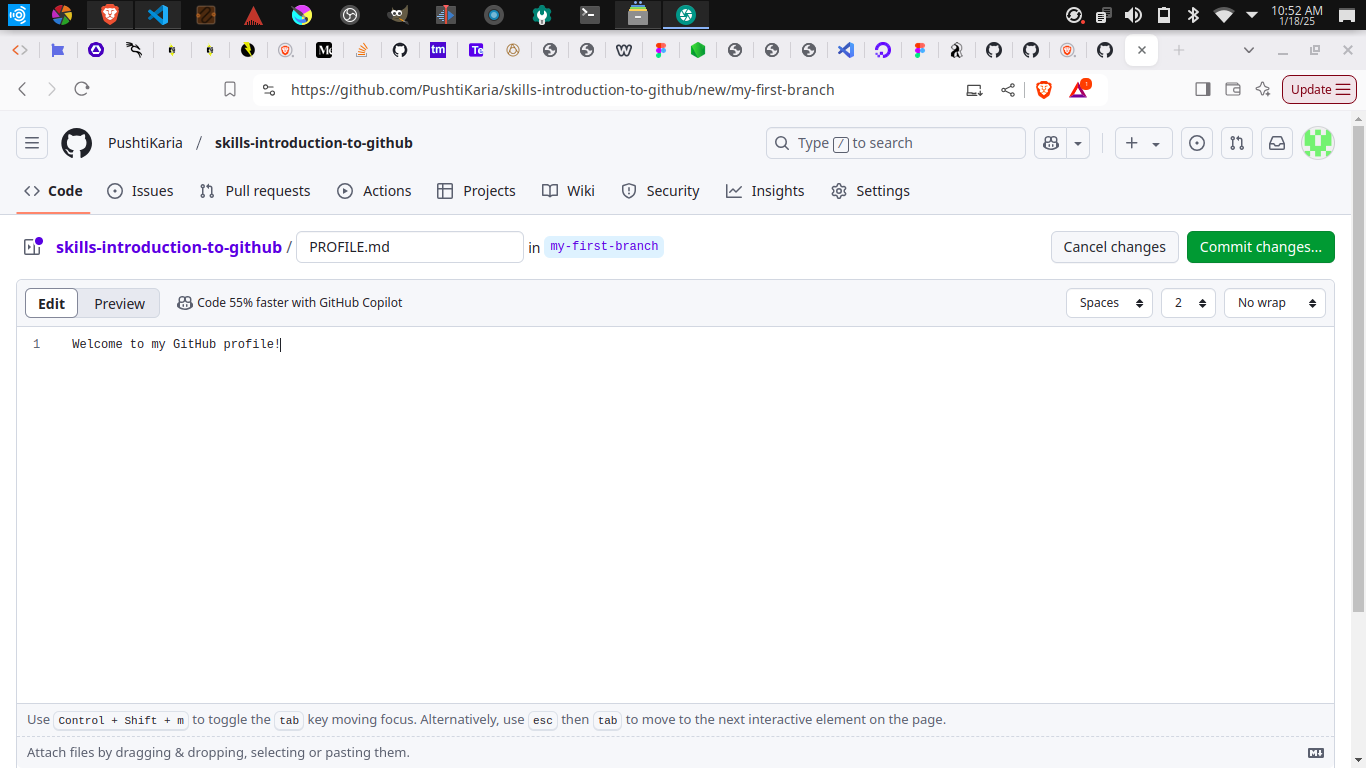 10:52 AM
1/18/25
M
tm
Te
W
https://github.com/PushtiKaria/skills-introduction-to-github/new/my-first-branch
1
Update
PushtiKaria / skills-introduction-to-github
Type / to search
Code
Issues
Pull requests
Actions
Projects
Wiki
Security
Insights
Settings
skills-introduction-to-github / PROFILE.md in my-first-branch
Cancel changes
Commit changes...
Edit
Preview
Code 55% faster with GitHub Copilot
Spaces
2
No wrap
1 Welcome to my GitHub profile!
Use Control + Shift + m to toggle the tab key moving focus. Alternatively, use esc then tab to move to the next interactive element on the page.
Attach files by dragging & dropping, selecting or pasting them.